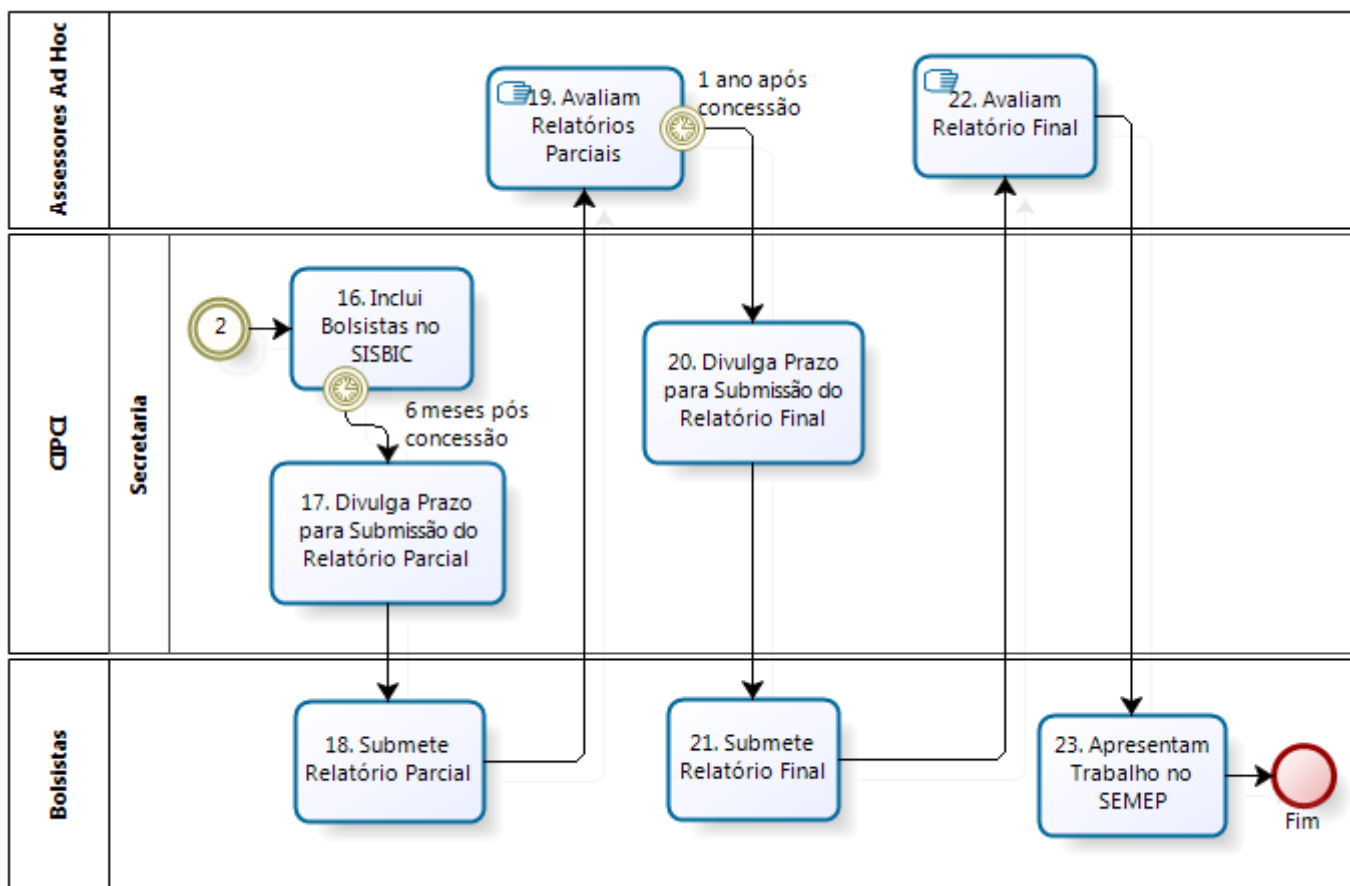 Assessores Ad Hoc
19. Avaliam
Relatórios
Parciais
1 ano após
concessão
22. Avaliam
Relatório Final
CIPCI
Secretaria
2
16. Inclui
Bolsistas no
SISBIC
6 meses pós
concessão
17. Divulga Prazo
para Submissão do
Relatório Parcial
20. Divulga Prazo
para Submissão do
Relatório Final
Bolsistas
18. Submete
Relatório Parcial
21. Submete
Relatório Final
23. Apresentam
Trabalho no
SEMEP
Fim